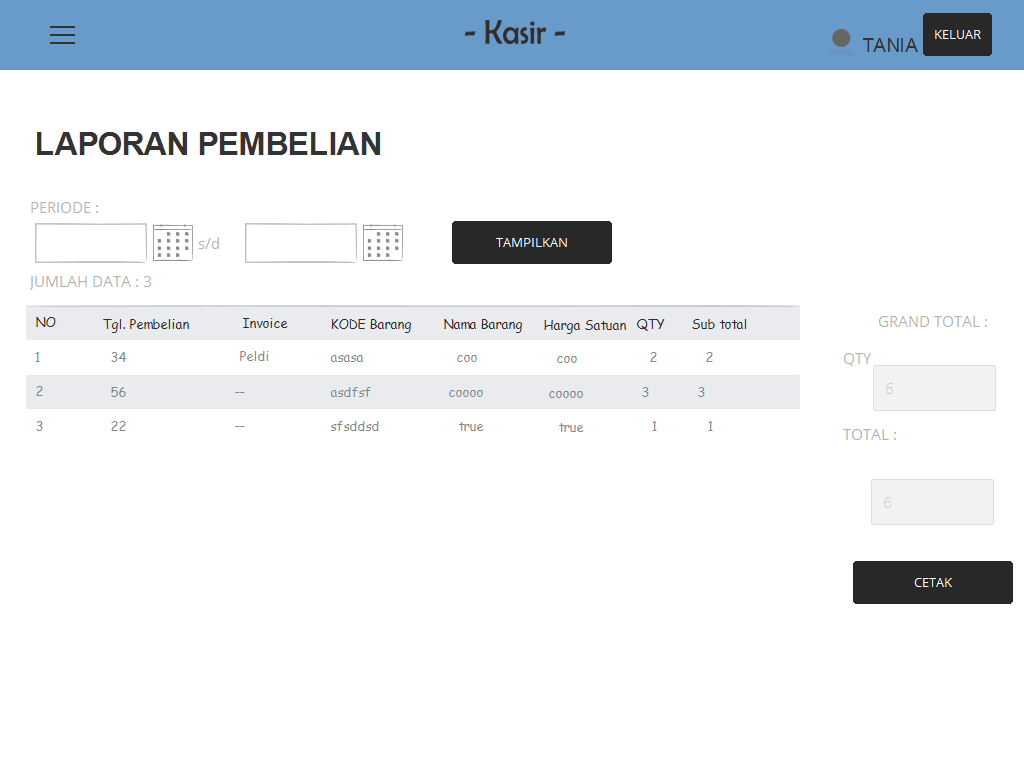 - Kasir -
TANIA
KELUAR
LAPORAN PEMBELIAN
PERIODE :
s/d
TAMPILKAN
JUMLAH DATA : 3
NO Tgl. Pembelian Invoice KODE Barang Nama Barang Harga Satuan QTY Sub total
1 34 Peldi asasa coo coo 2 2
2 56 -- asdfsf coooo coooo 3 3
3 22 -- sfsddsd true true 1 1
GRAND TOTAL :
QTY
6
TOTAL :
6
CETAK